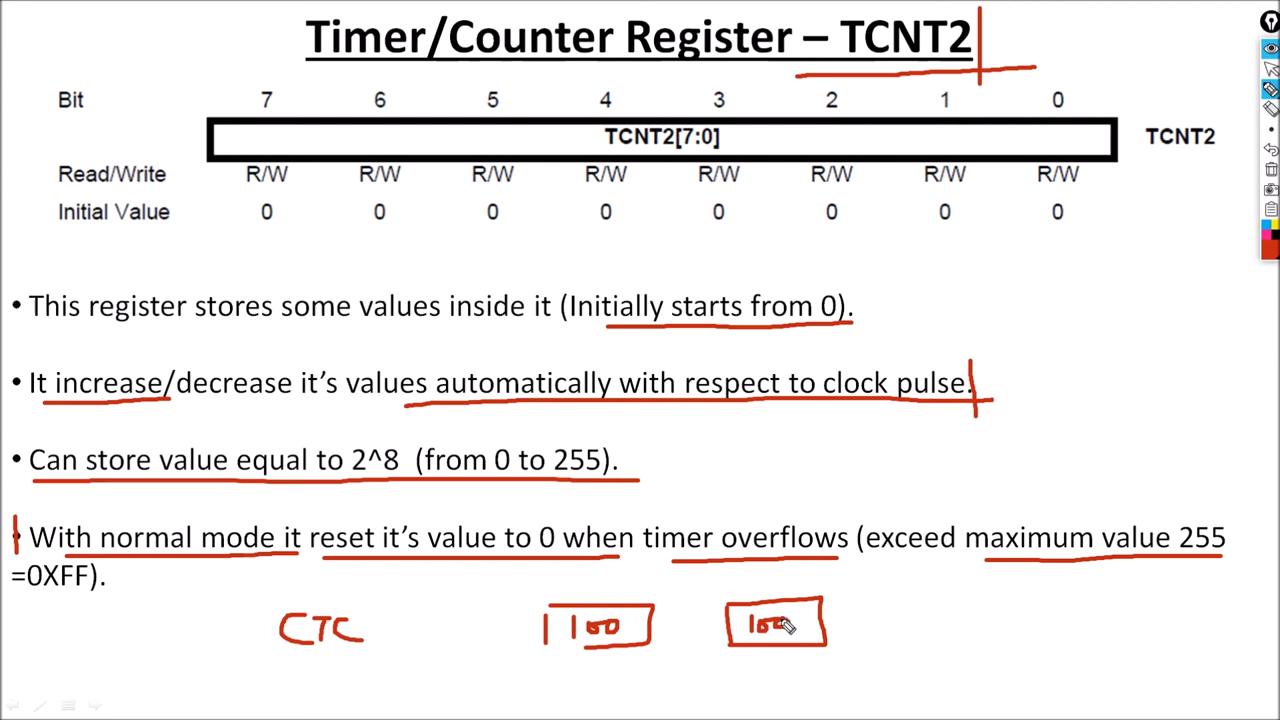 Timer/Counter Register – TCNT2
Bit 7 6 5 4 3 2 1 0
TCNT2[7:0] TCNT2
Read/Write R/W R/W R/W R/W R/W R/W R/W R/W
Initial Value 0 0 0 0 0 0 0 0
• This register stores some values inside it (Initially starts from 0).
• It increase/decrease it’s values automatically with respect to clock pulse.
• Can store value equal to 2^8 (from 0 to 255).
• With normal mode it reset it’s value to 0 when timer overflows (exceed maximum value 255
=0XFF).
CTC 100 100